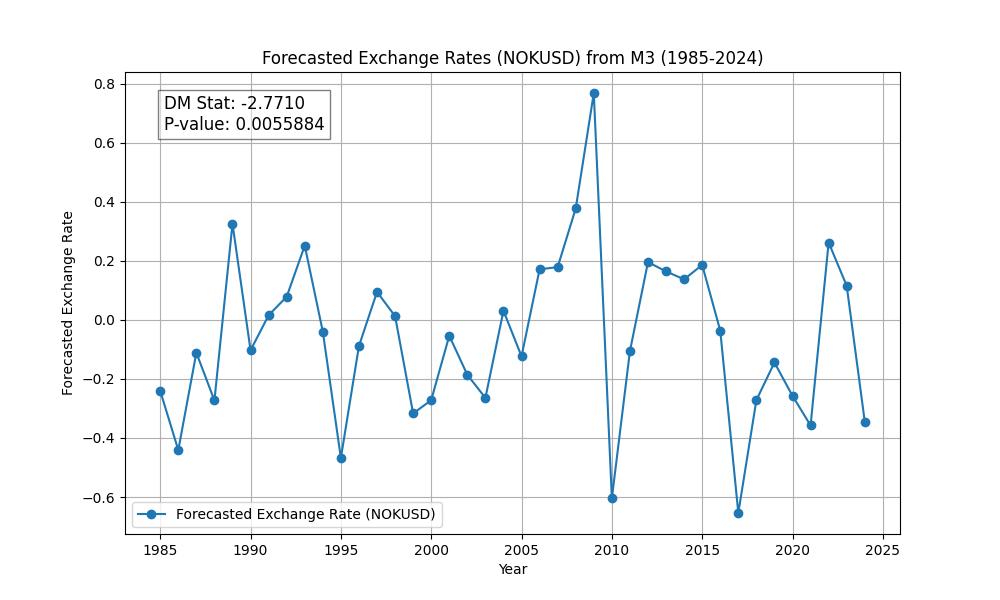 Forecasted Exchange Rates (NOKUSD) from M3 (1985-2024)
DM Stat: -2.7710
P-value: 0.0055884
Forecasted Exchange Rate
0.8
0.6
0.4
0.2
0.0
−0.2
−0.4
−0.6
Forecasted Exchange Rate (NOKUSD)
1985 1990 1995 2000 2005 2010 2015 2020 2025
Year